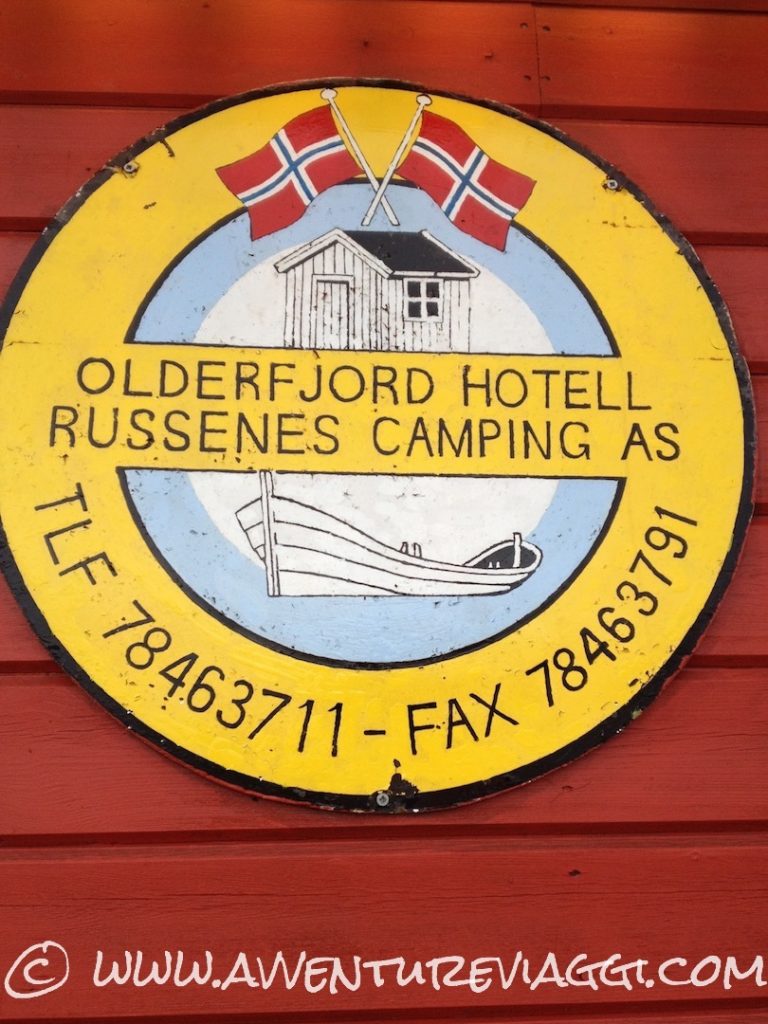 OLDERFJORD HOTELL
RUSSENES CAMPING AS
TLF 78463711 - FAX 78463791
© www.avventureviaggi.com